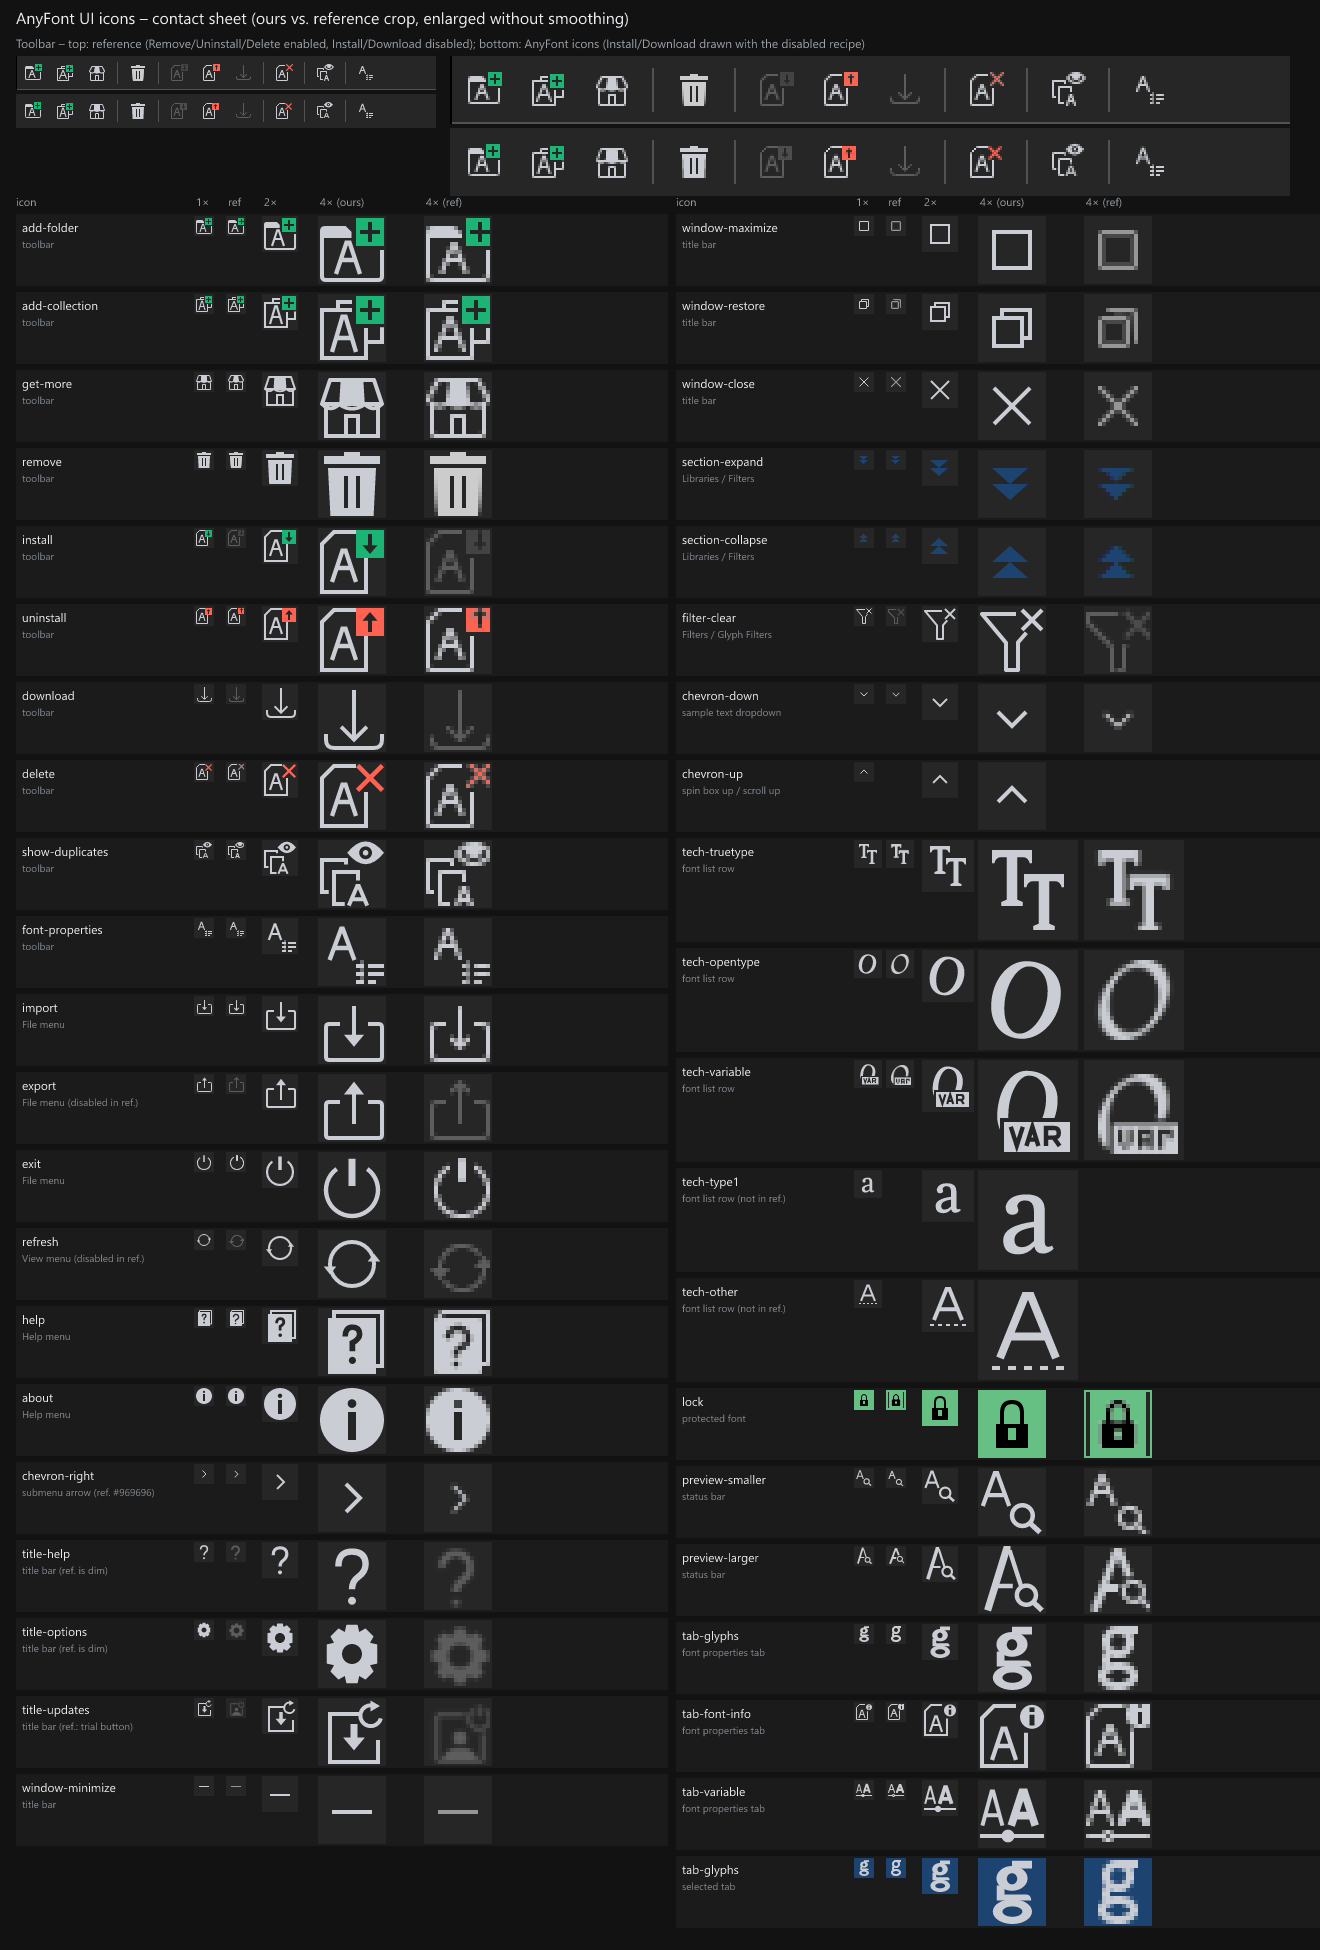 AnyFont UI icons – contact sheet (ours vs. reference crop, enlarged without smoothing)
Toolbar – top: reference (Remove/Uninstall/Delete enabled, Install/Download disabled); bottom: AnyFont icons (Install/Download drawn with the disabled recipe)
icon 1× ref 2× 4× (ours) 4× (ref)
add-folder
toolbar
add-collection
toolbar
get-more
toolbar
remove
toolbar
install
toolbar
uninstall
toolbar
download
toolbar
delete
toolbar
show-duplicates
toolbar
font-properties
toolbar
import
File menu
export
File menu (disabled in ref.)
exit
File menu
refresh
View menu (disabled in ref.)
help
Help menu
about
Help menu
chevron-right
submenu arrow (ref. #969696)
title-help
title bar (ref. is dim)
title-options
title bar (ref. is dim)
title-updates
title bar (ref.: trial button)
window-minimize
title bar
icon 1× ref 2× 4× (ours) 4× (ref)
window-maximize
title bar
window-restore
title bar
window-close
title bar
section-expand
Libraries / Filters
section-collapse
Libraries / Filters
filter-clear
Filters / Glyph Filters
chevron-down
sample text dropdown
chevron-up
spin box up / scroll up
tech-truetype
font list row
tech-opentype
font list row
tech-variable
font list row
VAR
tech-type1
font list row (not in ref.)
a
tech-other
font list row (not in ref.)
A
lock
protected font
preview-smaller
status bar
preview-larger
status bar
tab-glyphs
font properties tab
tab-font-info
font properties tab
tab-variable
font properties tab
tab-glyphs
selected tab